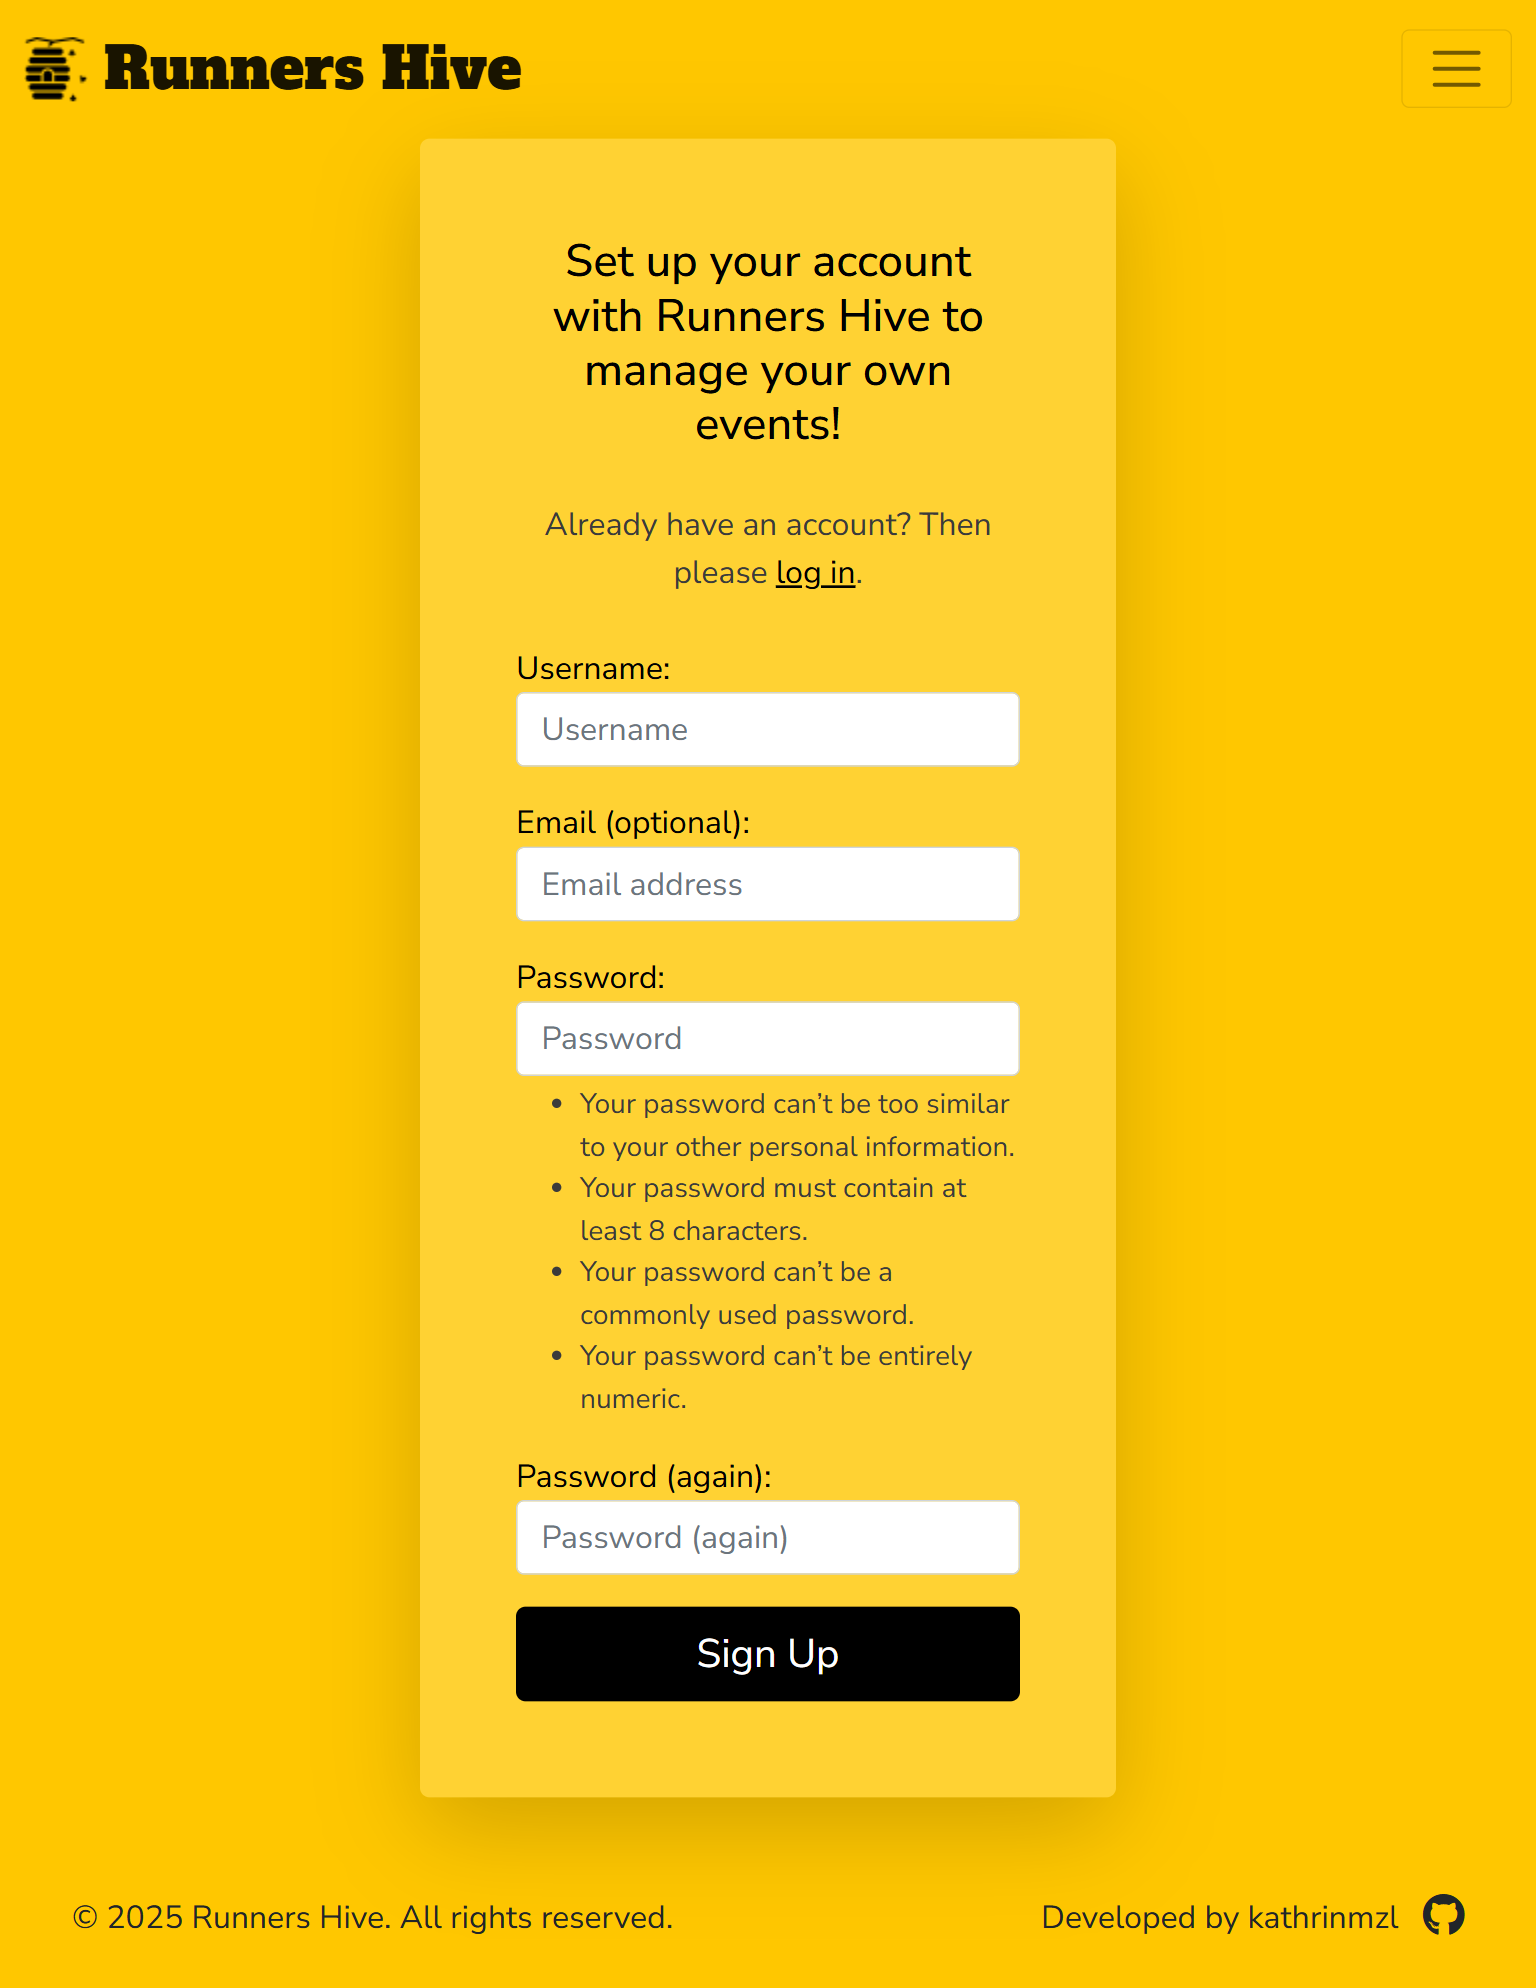 Runners Hive
Set up your account
with Runners Hive to
manage your own
events!
Already have an account? Then
please log in.
Username:
Username
Email (optional):
Email address
Password:
Password
• Your password can’t be too similar
to your other personal information.
• Your password must contain at
least 8 characters.
• Your password can’t be a
commonly used password.
• Your password can’t be entirely
numeric.
Password (again):
Password (again)
Sign Up
© 2025 Runners Hive. All rights reserved.
Developed by kathrinmzl